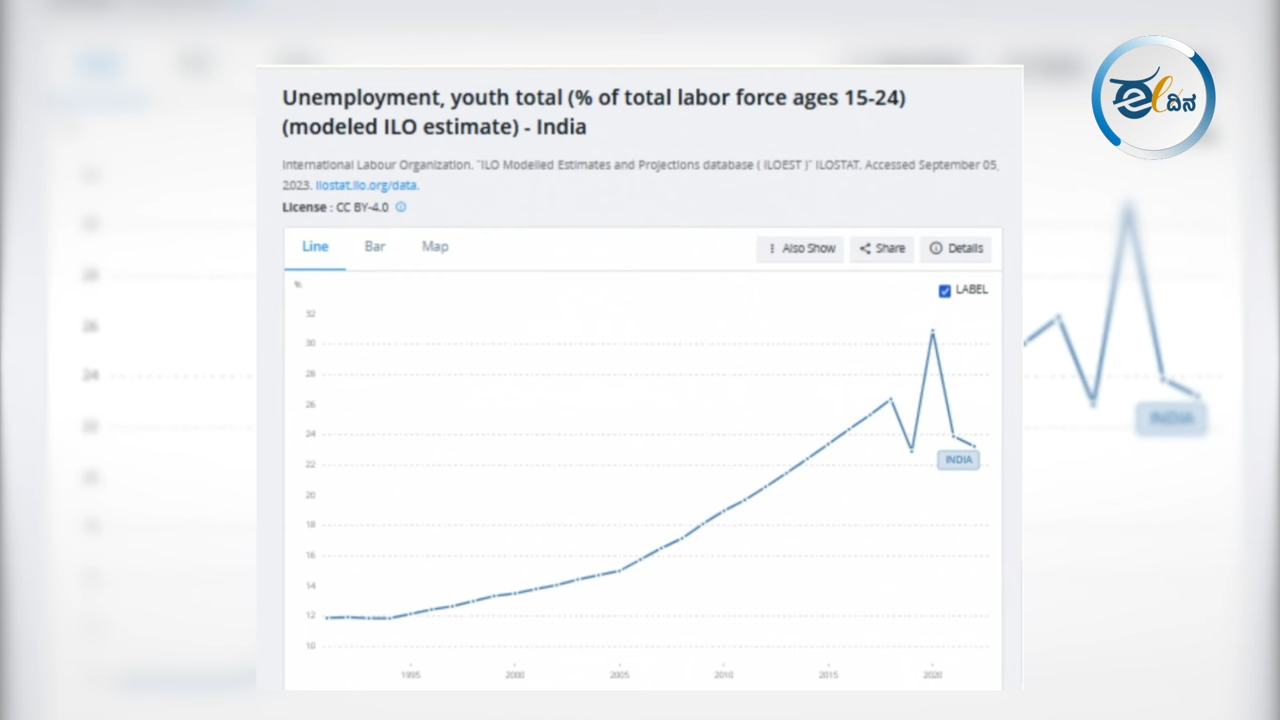 Unemployment, youth total (% of total labor force ages 15-24)
(modeled ILO estimate) - India
International Labour Organization. "ILO Modelled Estimates and Projections database ( ILOEST )" ILOSTAT. Accessed September 05,
2023. ilostat.ilo.org/data.
License : CC BY-4.0
Line Bar Map Also Show Share Details
%
LABEL
32
30
28
26
24
22
20
18
16
14
12
10
INDIA
1995 2000 2005 2010 2015 2020
eಲ ದಿನ
24
INDIA